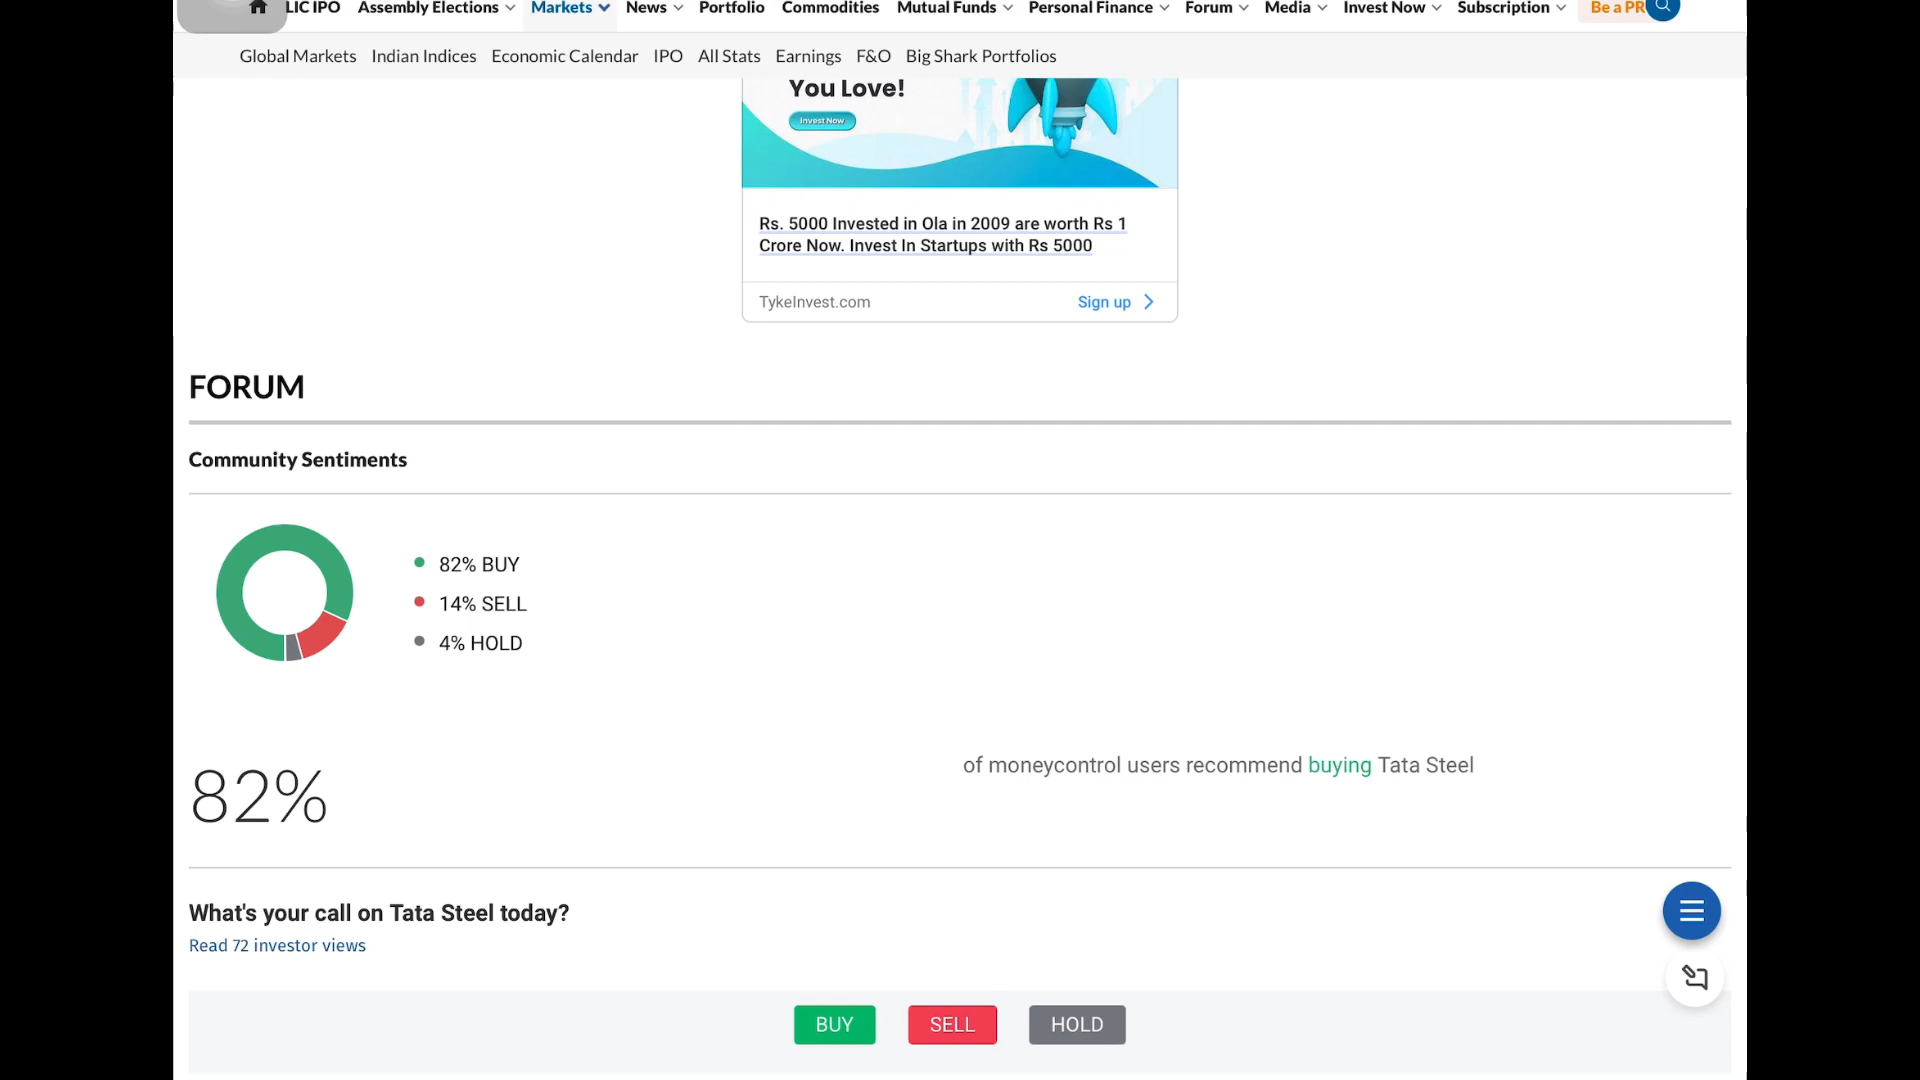 LIC IPO Assembly Elections Markets News Portfolio Commodities Mutual Funds Personal Finance Forum Media Invest Now Subscription Be a PR
Global Markets Indian Indices Economic Calendar IPO All Stats Earnings F&O Big Shark Portfolios
You Love!
Invest Now
Rs. 5000 Invested in Ola in 2009 are worth Rs 1
Crore Now. Invest In Startups with Rs 5000
TykeInvest.com Sign up
FORUM
Community Sentiments
82% BUY
14% SELL
4% HOLD
82%
of moneycontrol users recommend buying Tata Steel
What's your call on Tata Steel today?
Read 72 investor views
BUY SELL HOLD